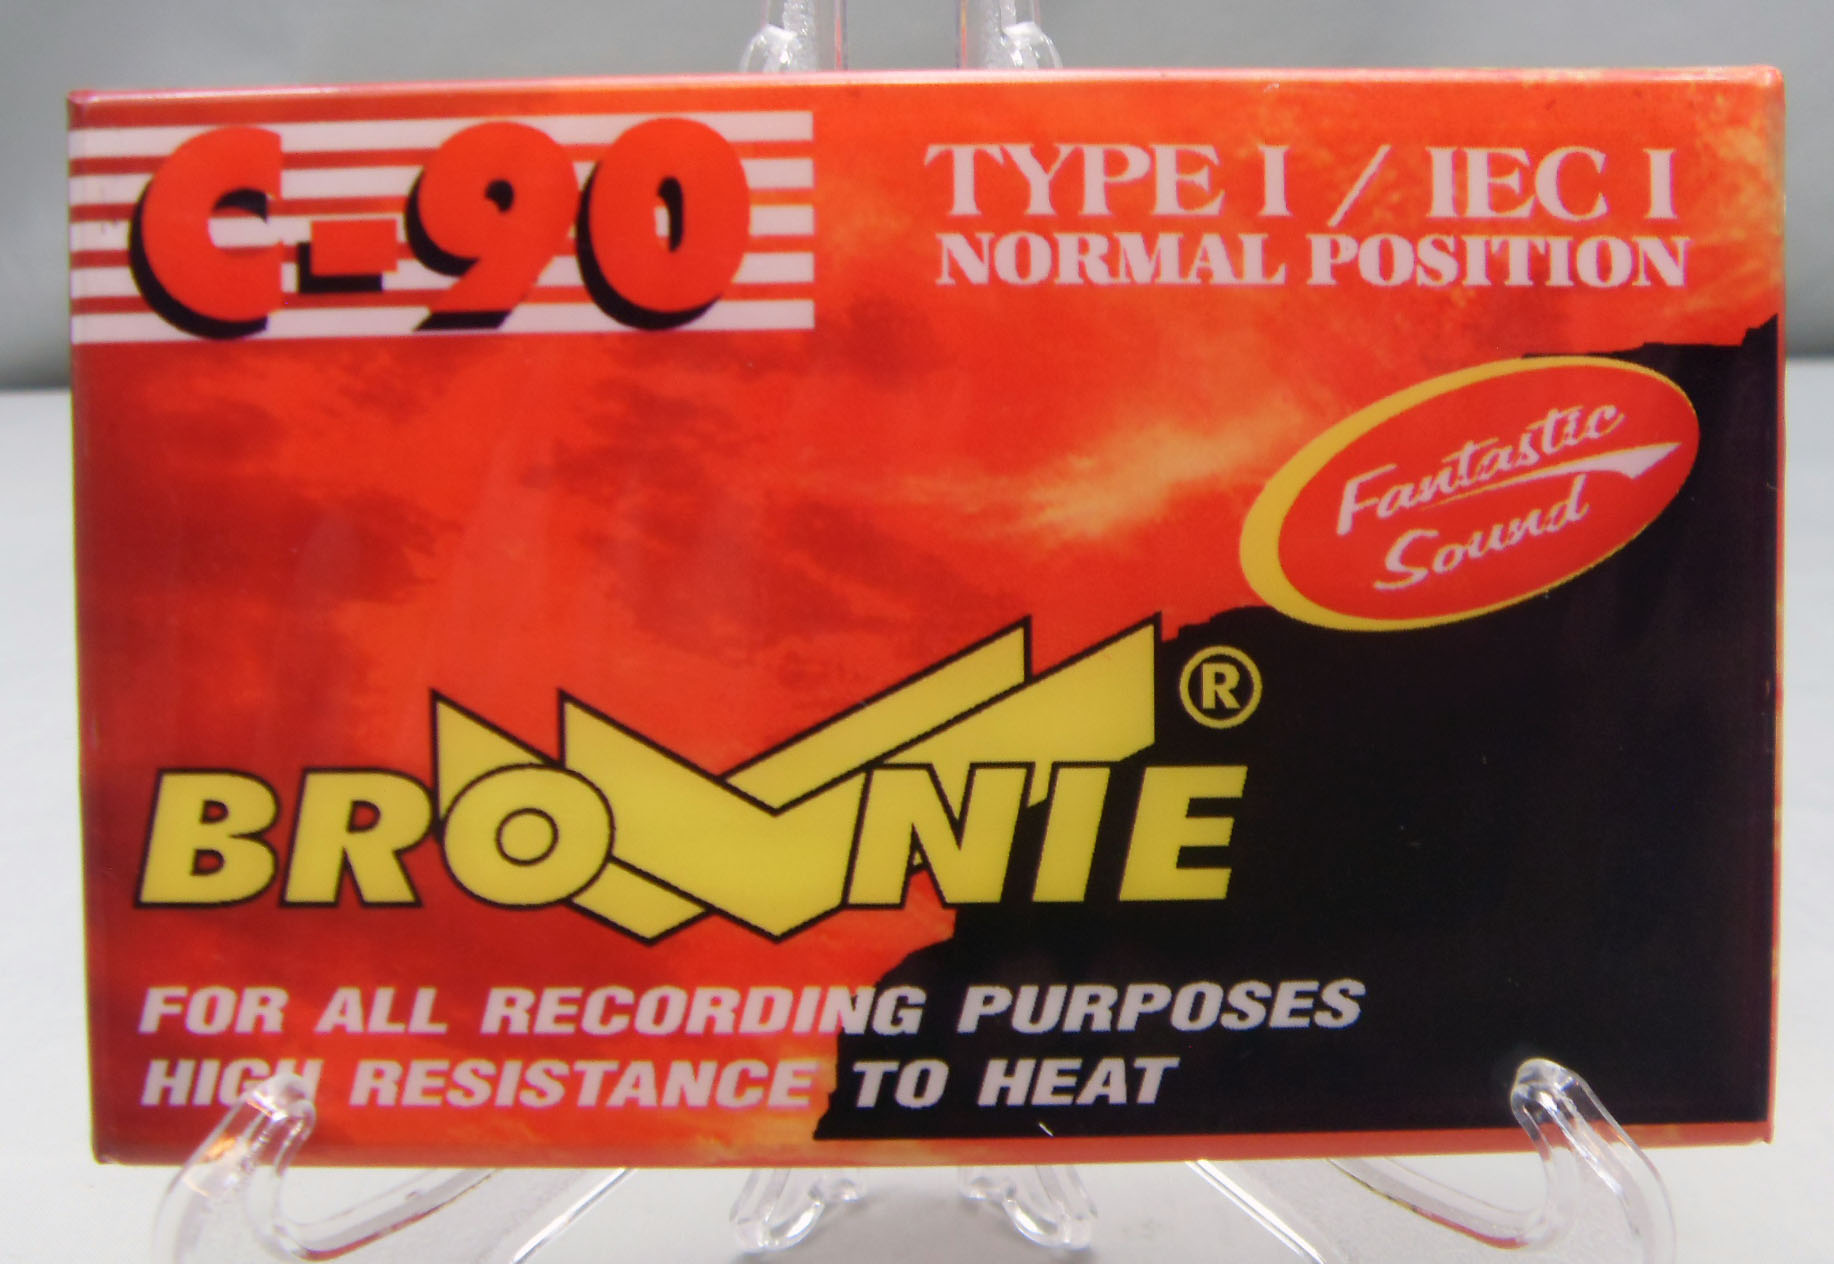 C-90
TYPE I / IEC I
NORMAL POSITION
Fantastic
Sound
BROWNIE ®
FOR ALL RECORDING PURPOSES
HIGH RESISTANCE TO HEAT